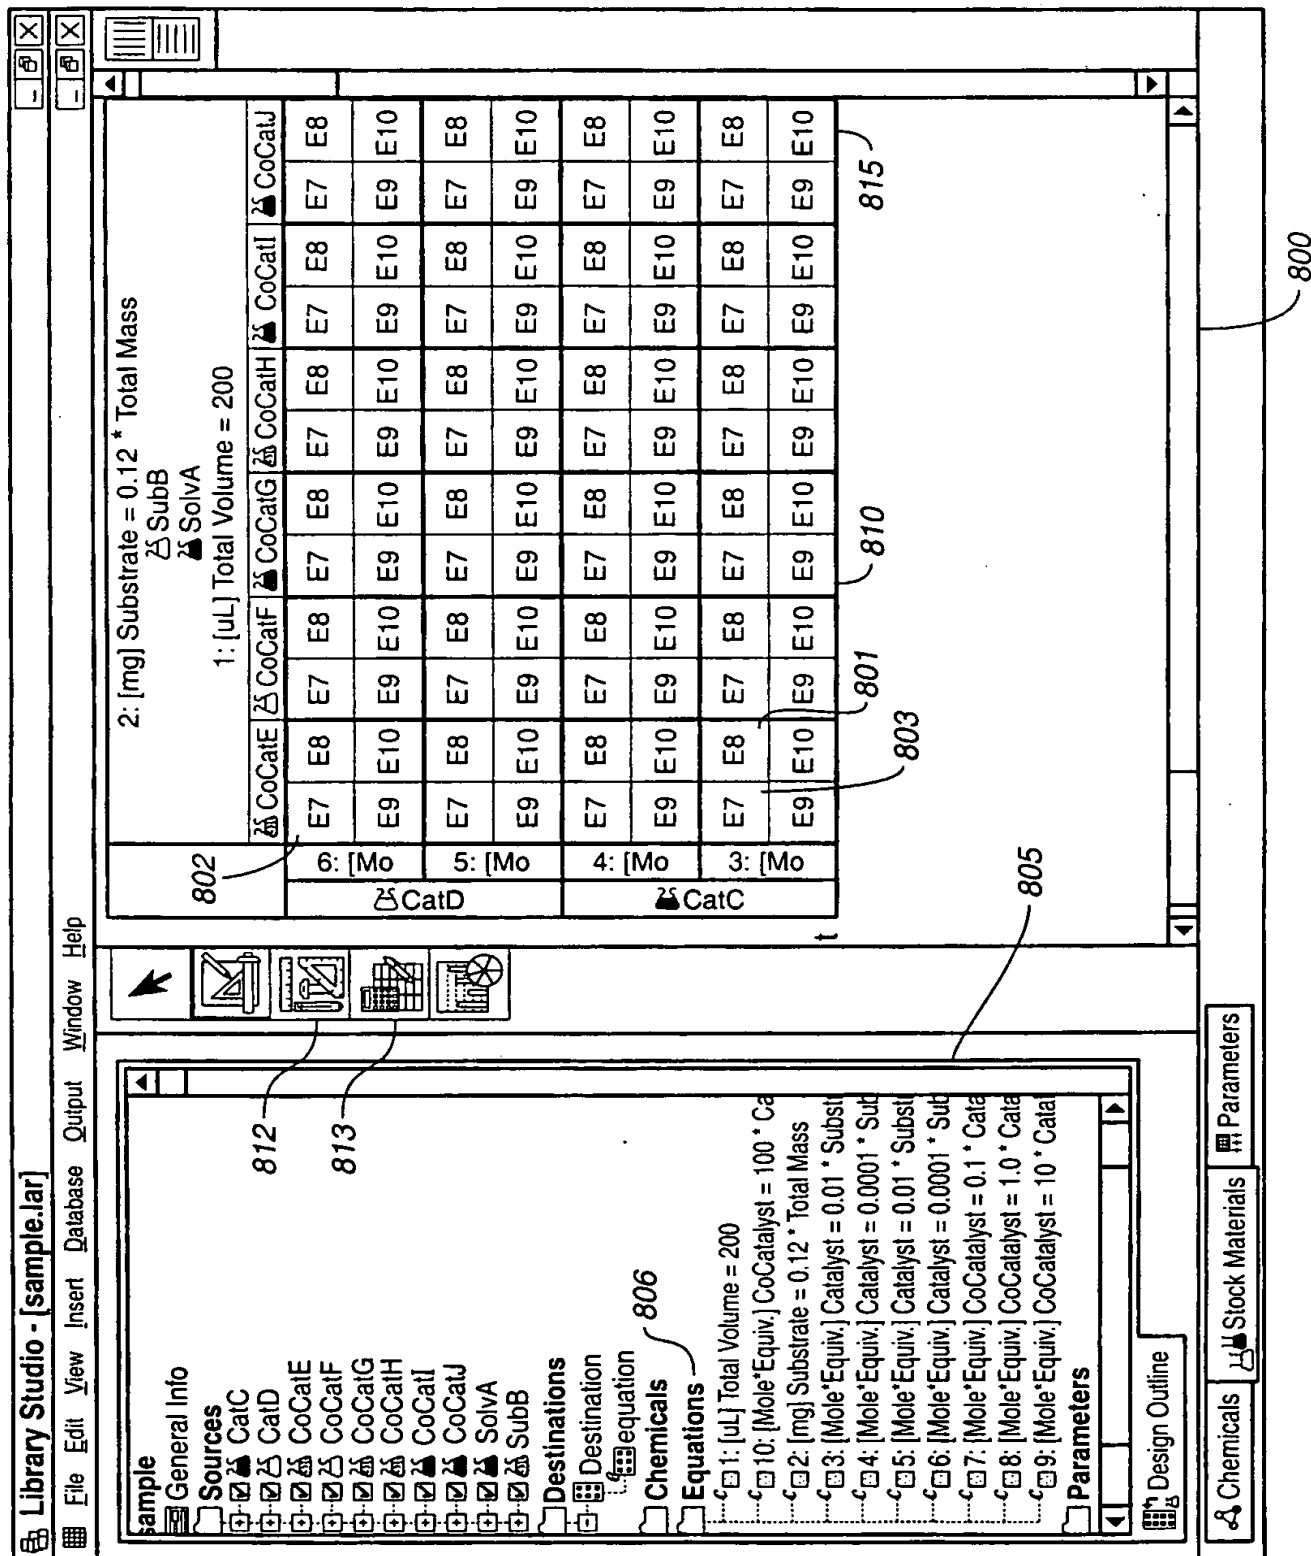 Library Studio - [sample.lar]
File Edit View Insert Database Output Window Help
sample
General Info
Sources
CatC
CatD
CoCatE
CoCatF
CoCatG
CoCatH
CoCatI
CoCatJ
SolvA
SubB
Destinations
Destination
equation
Chemicals
Equations
806
1: [uL] Total Volume = 200
10: [Mole*Equiv.] CoCatalyst = 100 * Ca
2: [mg] Substrate = 0.12 * Total Mass
3: [Mole*Equiv.] Catalyst = 0.01 * Subst
4: [Mole*Equiv.] Catalyst = 0.0001 * Sub
5: [Mole*Equiv.] Catalyst = 0.01 * Subst
6: [Mole*Equiv.] Catalyst = 0.0001 * Sub
7: [Mole*Equiv.] CoCatalyst = 0.1 * Cata
8: [Mole*Equiv.] CoCatalyst = 1.0 * Cata
9: [Mole*Equiv.] CoCatalyst = 10 * Catal
Parameters
Design Outline
Chemicals Stock Materials Parameters
812
813
805
802
2: [mg] Substrate = 0.12 * Total Mass
SubB
SolvA
1: [uL] Total Volume = 200
CoCatE CoCatF CoCatG CoCatH CoCatI CoCatJ
CatD
6: [Mo
E7 E8 E7 E8 E7 E8 E7 E8 E7 E8 E7 E8
E9 E10 E9 E10 E9 E10 E9 E10 E9 E10 E9 E10
5: [Mo
E7 E8 E7 E8 E7 E8 E7 E8 E7 E8 E7 E8
E9 E10 E9 E10 E9 E10 E9 E10 E9 E10 E9 E10
CatC
4: [Mo
E7 E8 E7 E8 E7 E8 E7 E8 E7 E8 E7 E8
E9 E10 E9 E10 E9 E10 E9 E10 E9 E10 E9 E10
3: [Mo
E7 E8 E7 E8 E7 E8 E7 E8 E7 E8 E7 E8
E9 E10 E9 E10 E9 E10 E9 E10 E9 E10 E9 E10
t
803
801
810
815
800